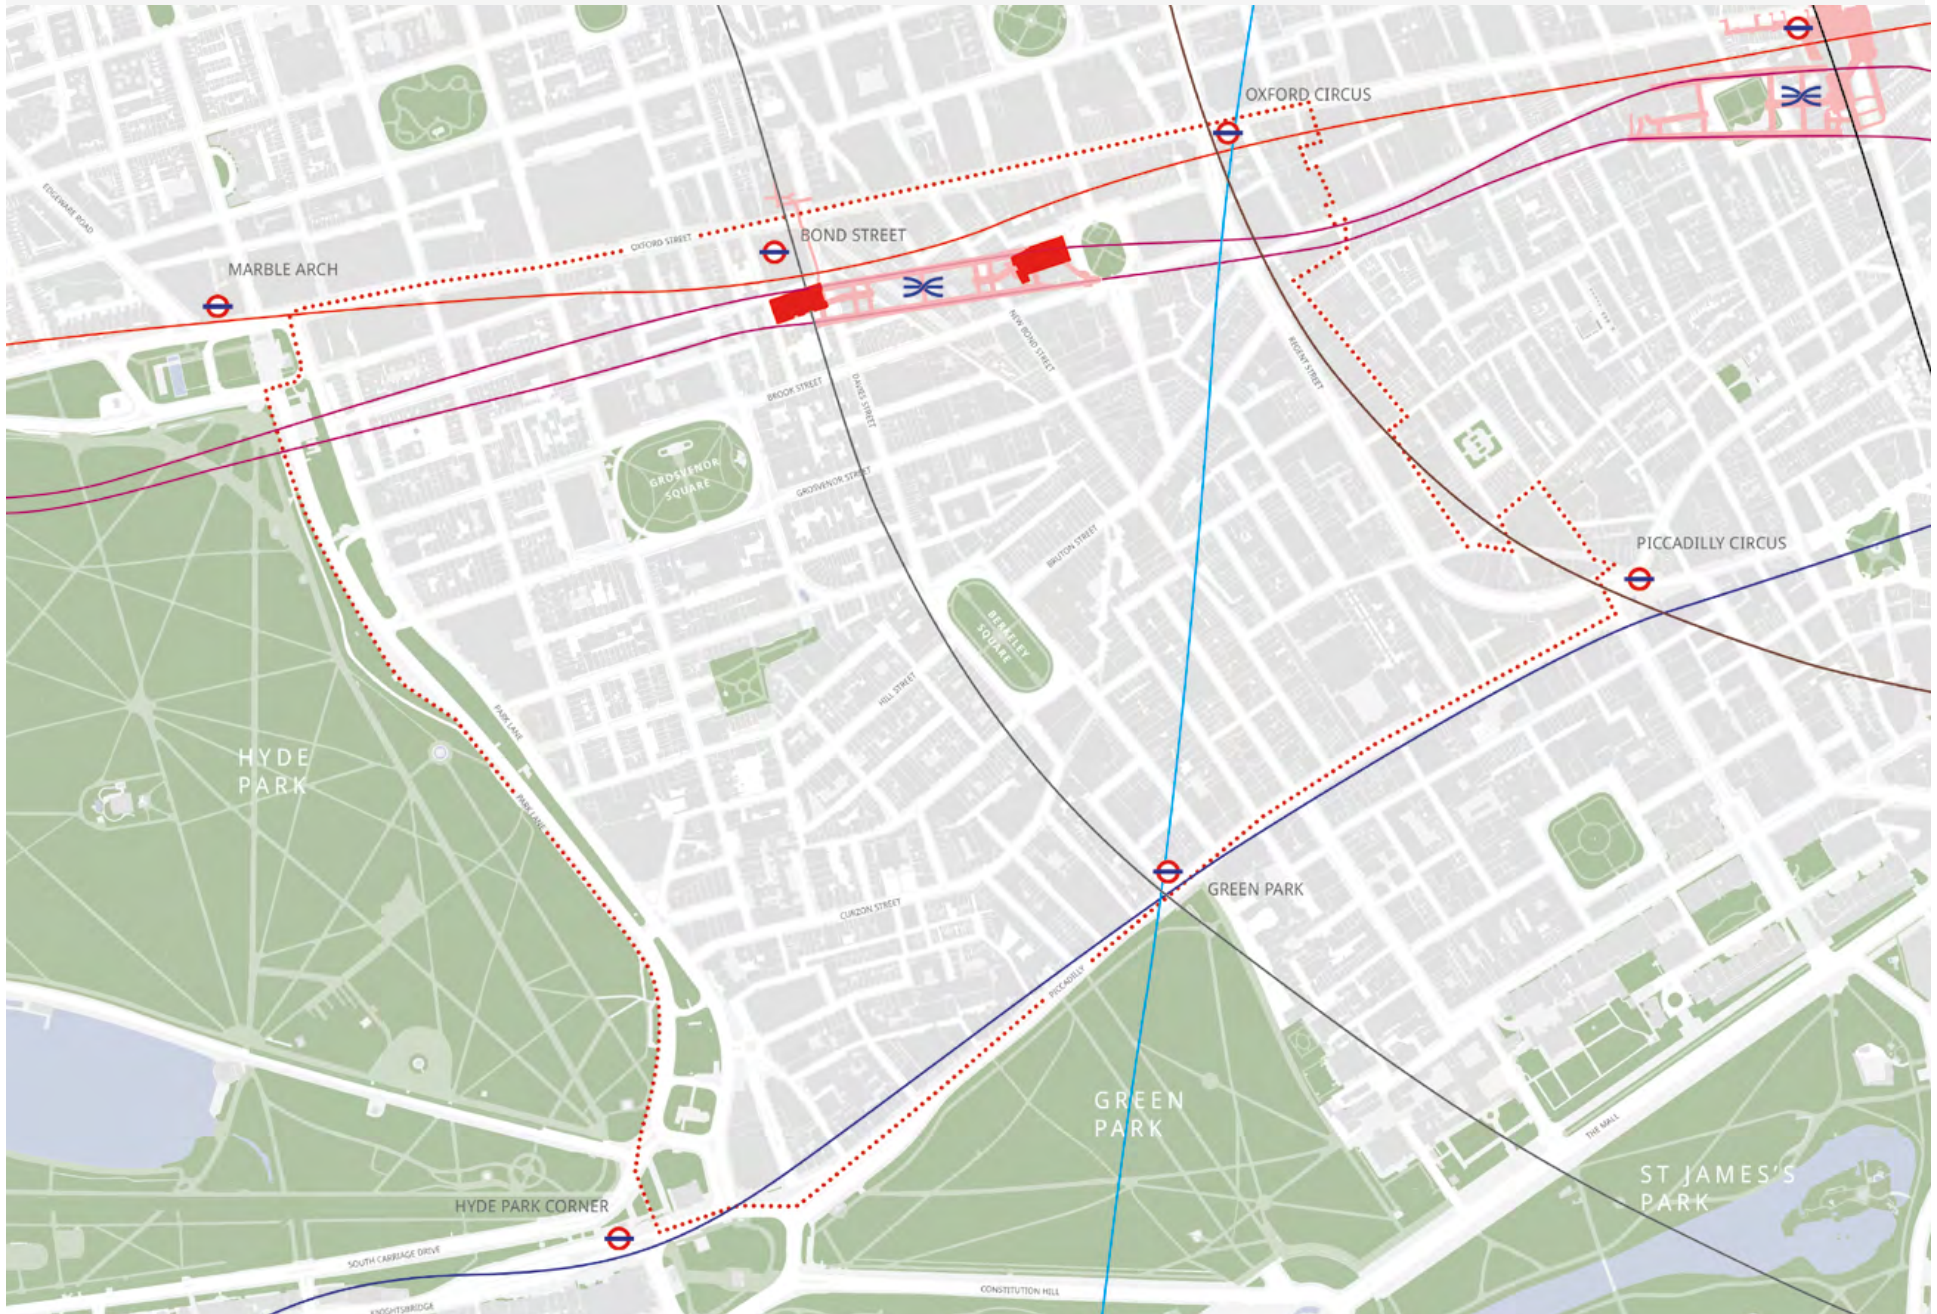 OXFORD CIRCUS
EDGEWARE ROAD
OXFORD STREET
BOND STREET
MARBLE ARCH
NEW BOND STREET
REGENT STREET
BROOK STREET
DAVIES STREET
GROSVENOR
SQUARE
GROSVENOR STREET
BRUTON STREET
PICCADILLY CIRCUS
BERKELEY
SQUARE
HILL STREET
PARK LANE
HYDE
PARK
PARK LANE
GREEN PARK
CURZON STREET
PICCADILLY
GREEN
PARK
THE MALL
ST JAMES'S
PARK
HYDE PARK CORNER
SOUTH CARRIAGE DRIVE
CONSTITUTION HILL
KNIGHTSBRIDGE